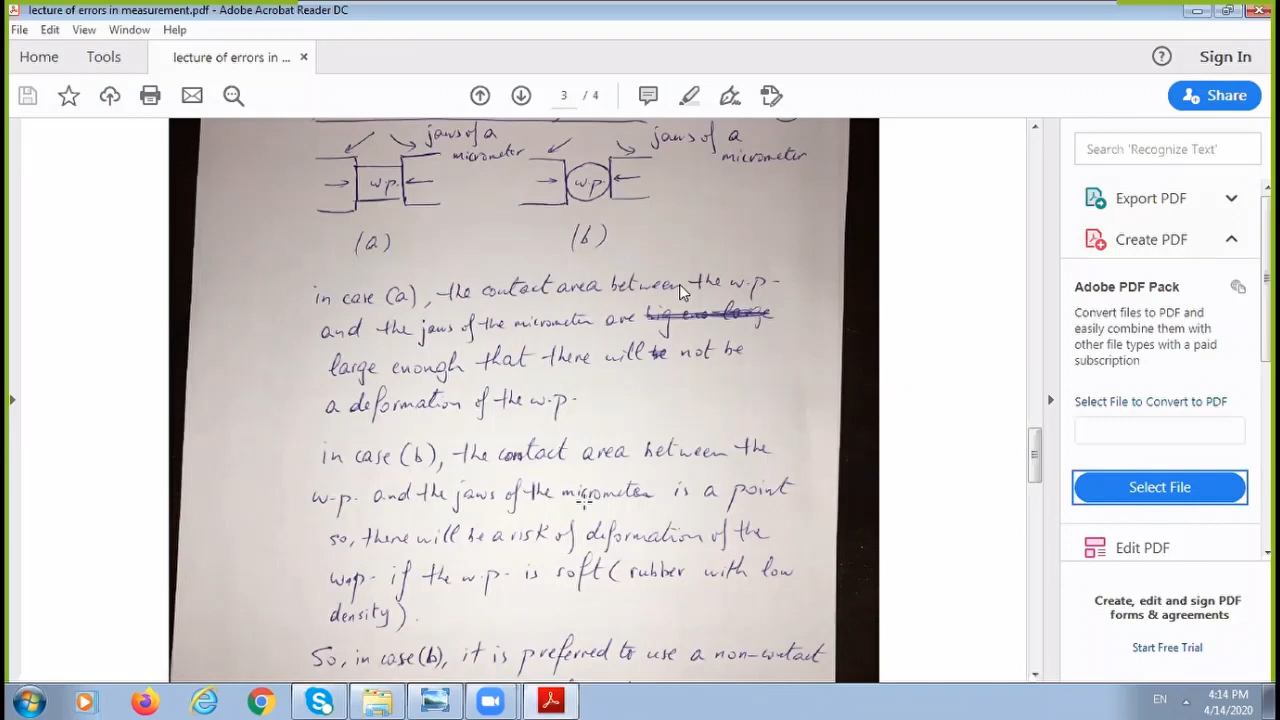 lecture of errors in measurement.pdf - Adobe Acrobat Reader DC
File Edit View Window Help
Home Tools lecture of errors in ... × Sign In
3 / 4 Share
jaws of a
micrometer
jaws of a
micrometer
w.p. w.p.
(a) (b)
in case (a), the contact area between the w.p.
and the jaws of the micrometer are
large enough that there will not be
a deformation of the w.p.
in case (b), the contact area between the
w.p. and the jaws of the micrometer is a point
so, there will be a risk of deformation of the
w.p. if the w.p. is soft (rubber with low
density).
So, in case (b), it is preferred to use a non-contact
Search 'Recognize Text'
Export PDF
Create PDF
Adobe PDF Pack
Convert files to PDF and
easily combine them with
other file types with a paid
subscription
Select File to Convert to PDF
Select File
Edit PDF
Create, edit and sign PDF
forms & agreements
Start Free Trial
EN
4:14 PM
4/14/2020